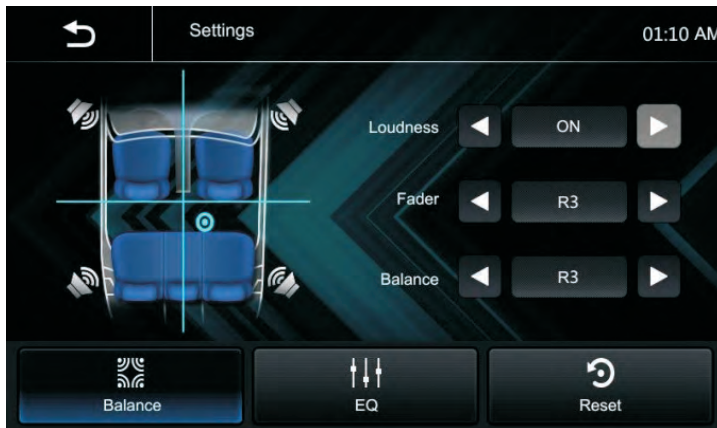 Settings
01:10 AM
Loudness ON
Fader R3
Balance R3
Balance EQ Reset